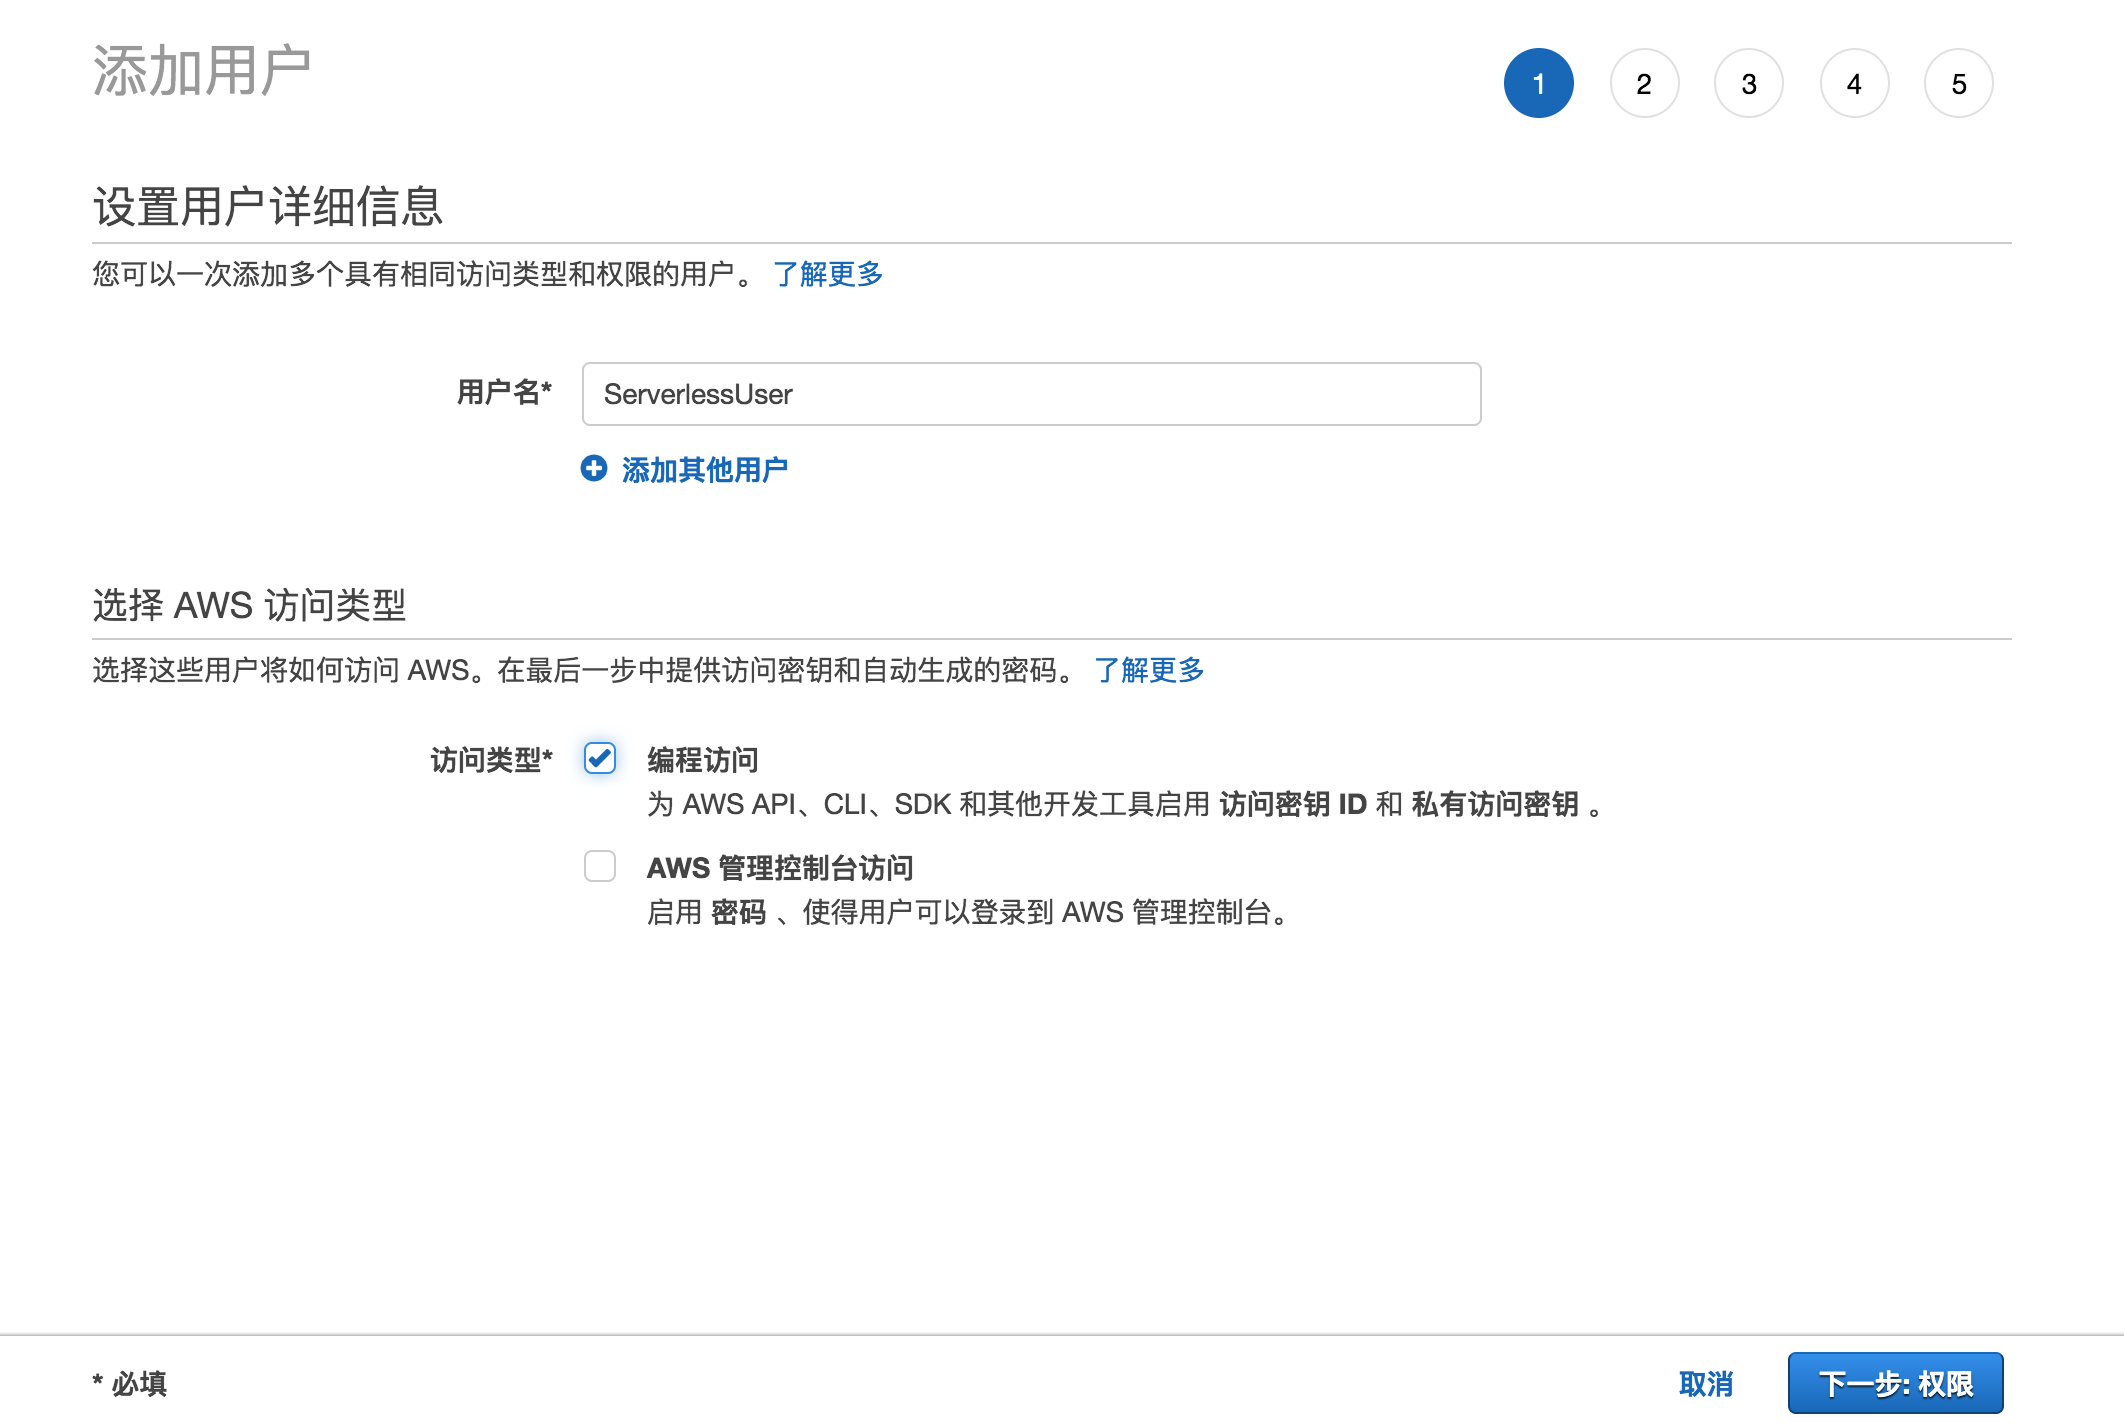 添加用户
1 2 3 4 5
设置用户详细信息
您可以一次添加多个具有相同访问类型和权限的用户。 了解更多
用户名* ServerlessUser
添加其他用户
选择 AWS 访问类型
选择这些用户将如何访问 AWS。在最后一步中提供访问密钥和自动生成的密码。 了解更多
访问类型* 编程访问
为 AWS API、CLI、SDK 和其他开发工具启用 访问密钥 ID 和 私有访问密钥 。
AWS 管理控制台访问
启用 密码 、使得用户可以登录到 AWS 管理控制台。
* 必填 取消 下一步: 权限